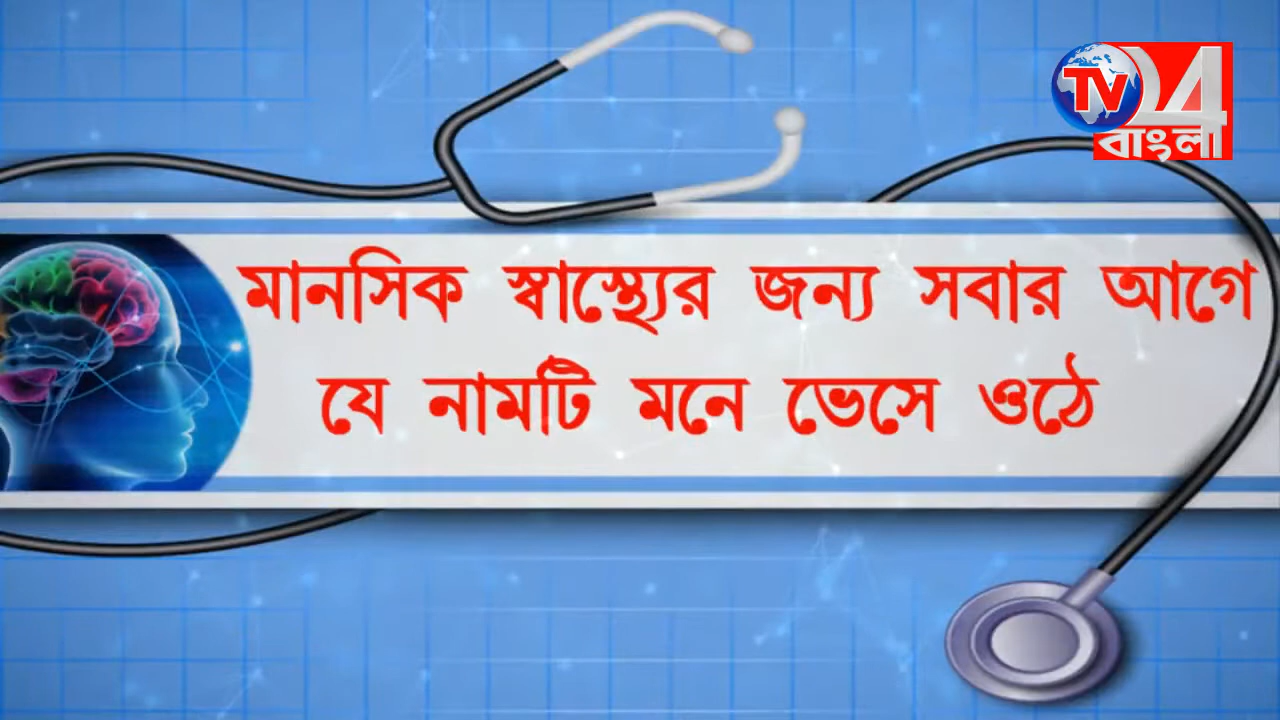 TV 24
বাংলা
মানসিক স্বাস্থ্যের জন্য সবার আগে
যে নামটি মনে ভেসে ওঠে